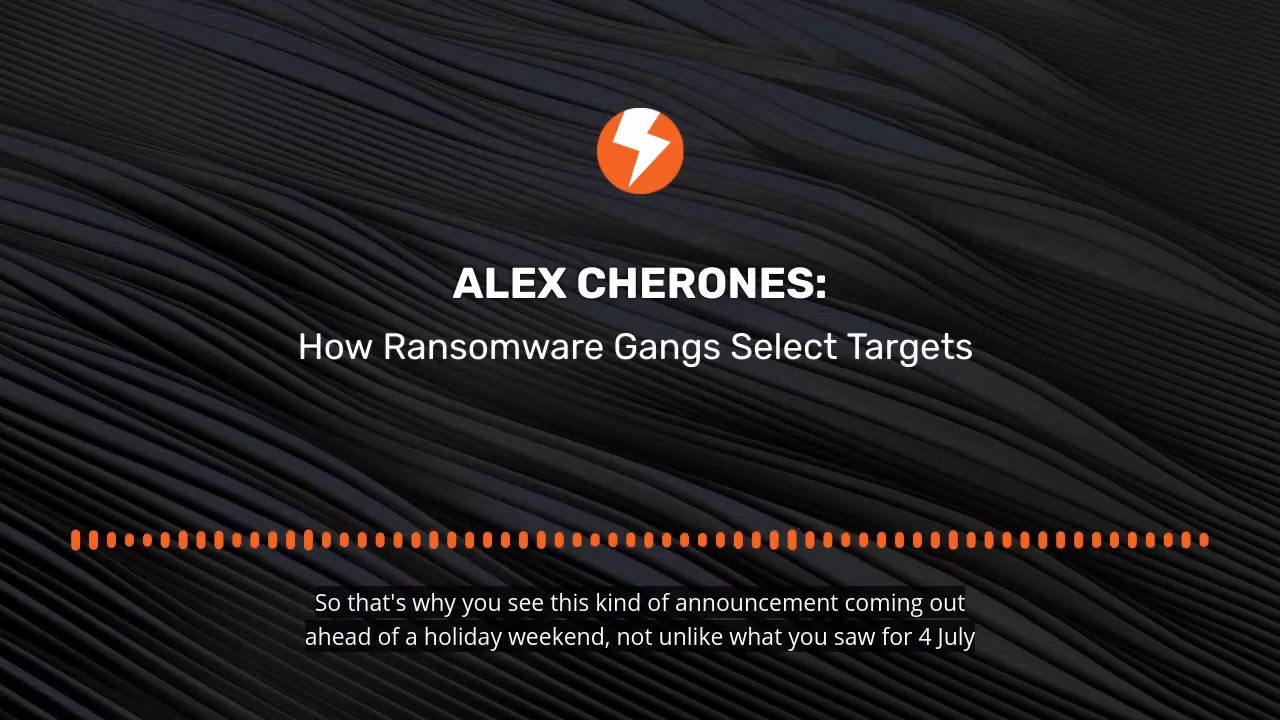 ALEX CHERONES:
How Ransomware Gangs Select Targets
So that's why you see this kind of announcement coming out
ahead of a holiday weekend, not unlike what you saw for 4 July